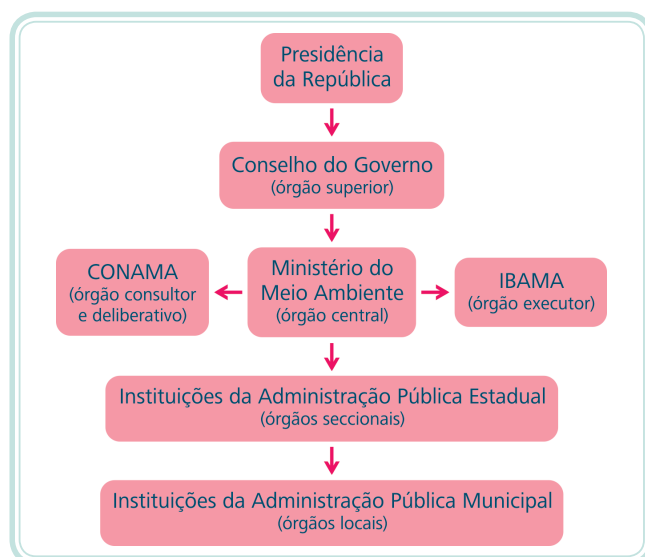 Presidência
da República
Conselho do Governo
(órgão superior)
CONAMA
(órgão consultor
e deliberativo)
Ministério do
Meio Ambiente
(órgão central)
IBAMA
(órgão executor)
Instituições da Administração Pública Estadual
(órgãos seccionais)
Instituições da Administração Pública Municipal
(órgãos locais)